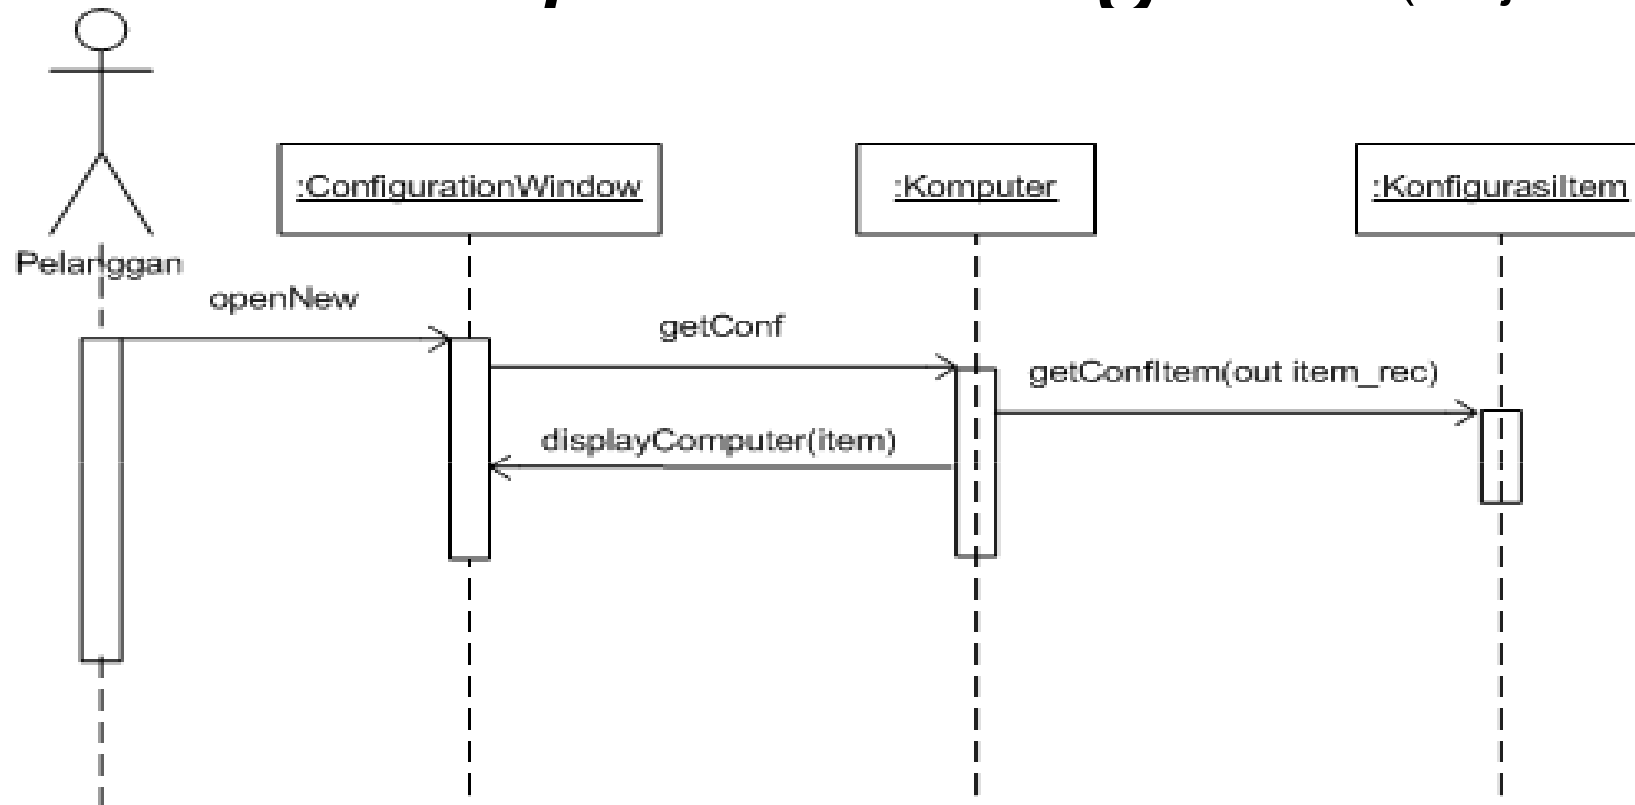 :ConfigurationWindow
:Komputer
:KonfigurasiItem
Pelanggan
openNew
getConf
getConfItem(out item_rec)
displayComputer(item)